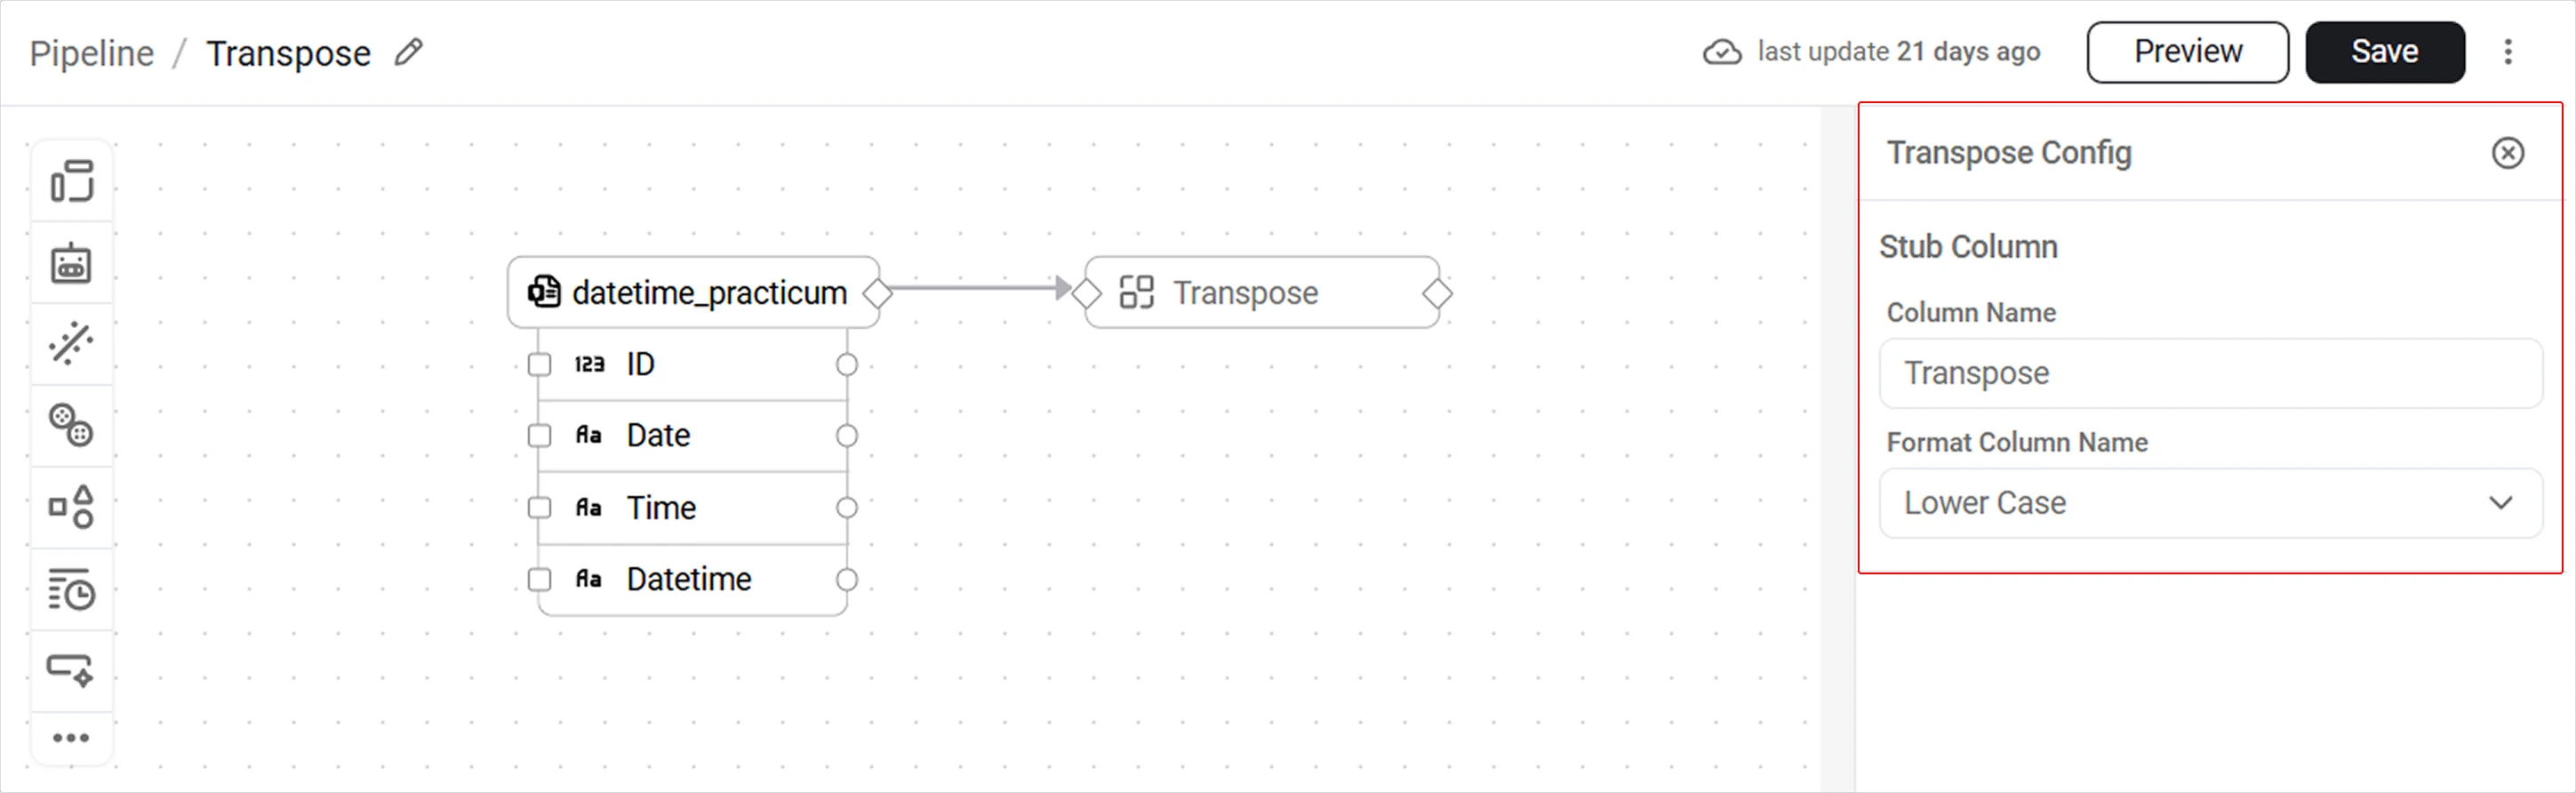 Pipeline / Transpose
last update 21 days ago
Preview
Save
datetime_practicum
123 ID
Aa Date
Aa Time
Aa Datetime
Transpose
Transpose Config
Stub Column
Column Name
Transpose
Format Column Name
Lower Case